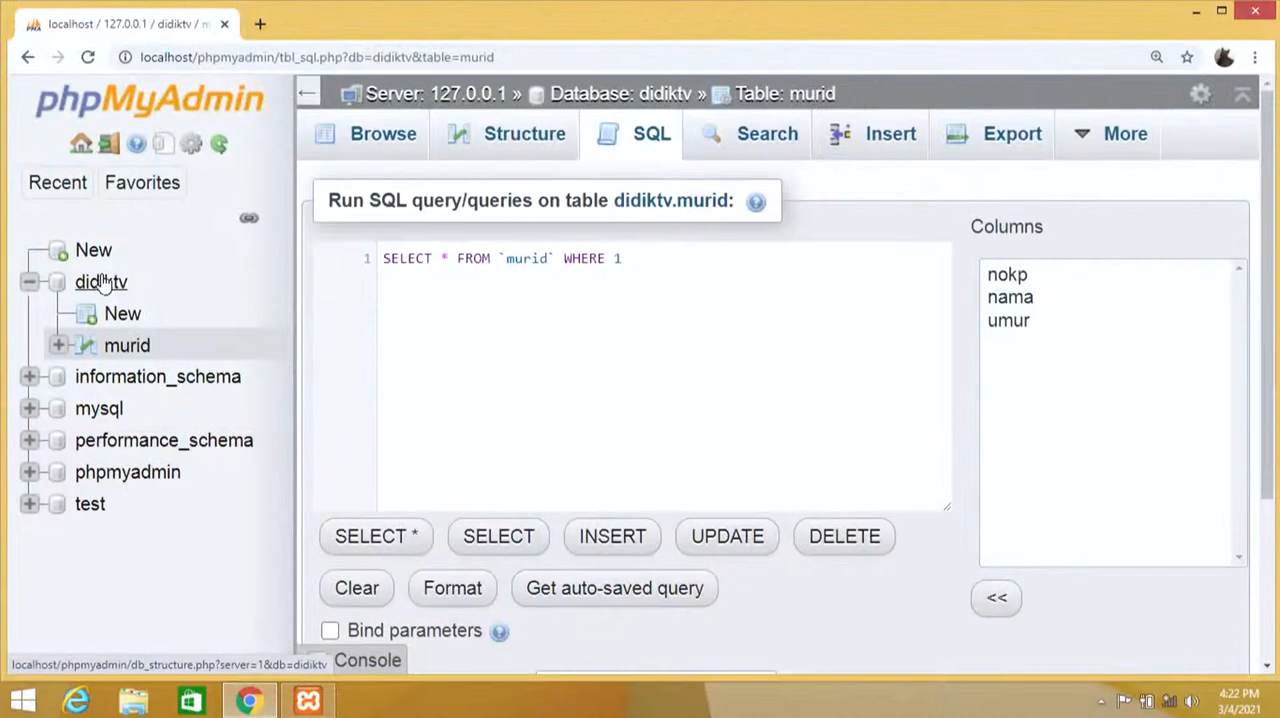 localhost / 127.0.0.1 / didiktv / m
localhost/phpmyadmin/tbl_sql.php?db=didiktv&table=murid
phpMyAdmin
Recent
Favorites
New
didiktv
New
murid
information_schema
mysql
performance_schema
phpmyadmin
test
localhost/phpmyadmin/db_structure.php?server=1&db=didiktv
Server: 127.0.0.1 » Database: didiktv » Table: murid
Browse
Structure
SQL
Search
Insert
Export
More
Run SQL query/queries on table didiktv.murid:
1 SELECT * FROM `murid` WHERE 1
Columns
nokp
nama
umur
SELECT *
SELECT
INSERT
UPDATE
DELETE
<<
Clear
Format
Get auto-saved query
Bind parameters
Console
4:22 PM
3/4/2021